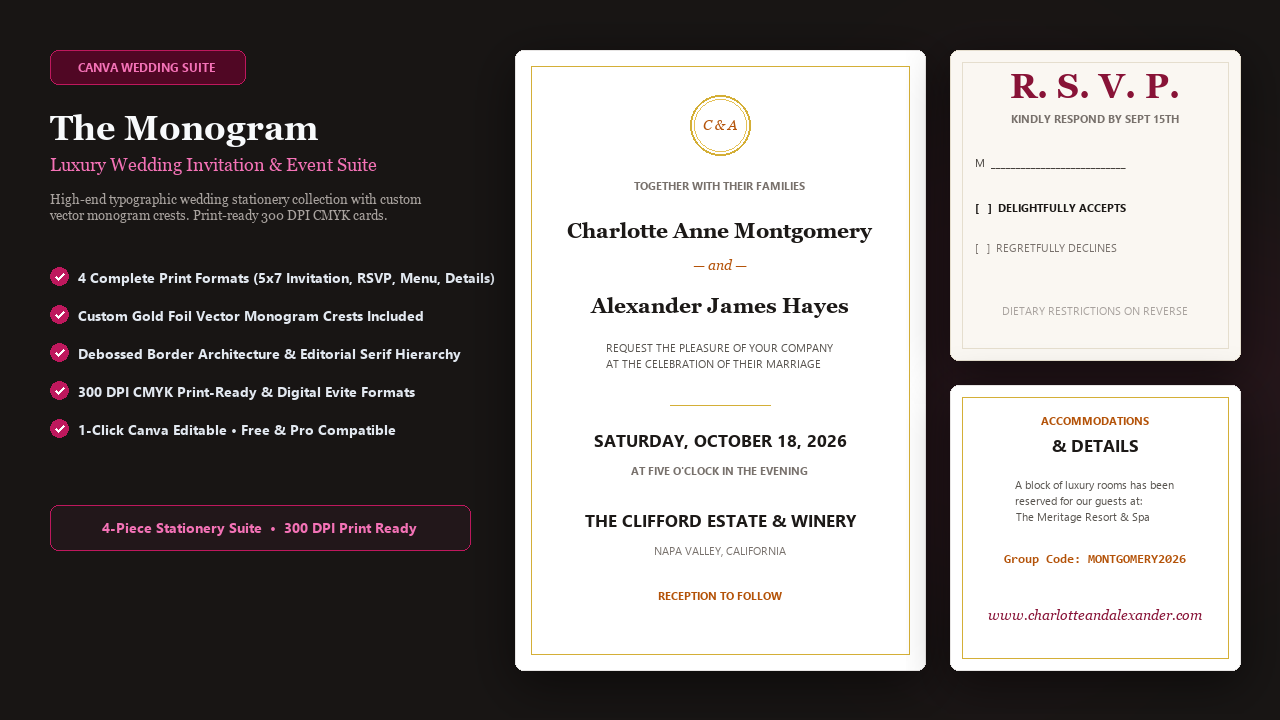 CANVA WEDDING SUITE
The Monogram
Luxury Wedding Invitation & Event Suite
High-end typographic wedding stationery collection with custom
vector monogram crests. Print-ready 300 DPI CMYK cards.
4 Complete Print Formats (5x7 Invitation, RSVP, Menu, Details)
Custom Gold Foil Vector Monogram Crests Included
Debossed Border Architecture & Editorial Serif Hierarchy
300 DPI CMYK Print-Ready & Digital Evite Formats
1-Click Canva Editable • Free & Pro Compatible
4-Piece Stationery Suite • 300 DPI Print Ready
C & A
TOGETHER WITH THEIR FAMILIES
Charlotte Anne Montgomery
— and —
Alexander James Hayes
REQUEST THE PLEASURE OF YOUR COMPANY
AT THE CELEBRATION OF THEIR MARRIAGE
SATURDAY, OCTOBER 18, 2026
AT FIVE O'CLOCK IN THE EVENING
THE CLIFFORD ESTATE & WINERY
NAPA VALLEY, CALIFORNIA
RECEPTION TO FOLLOW
R. S. V. P.
KINDLY RESPOND BY SEPT 15TH
M ___________________________
[ ] DELIGHTFULLY ACCEPTS
[ ] REGRETFULLY DECLINES
DIETARY RESTRICTIONS ON REVERSE
ACCOMMODATIONS
& DETAILS
A block of luxury rooms has been
reserved for our guests at:
The Meritage Resort & Spa
Group Code: MONTGOMERY2026
www.charlotteandalexander.com